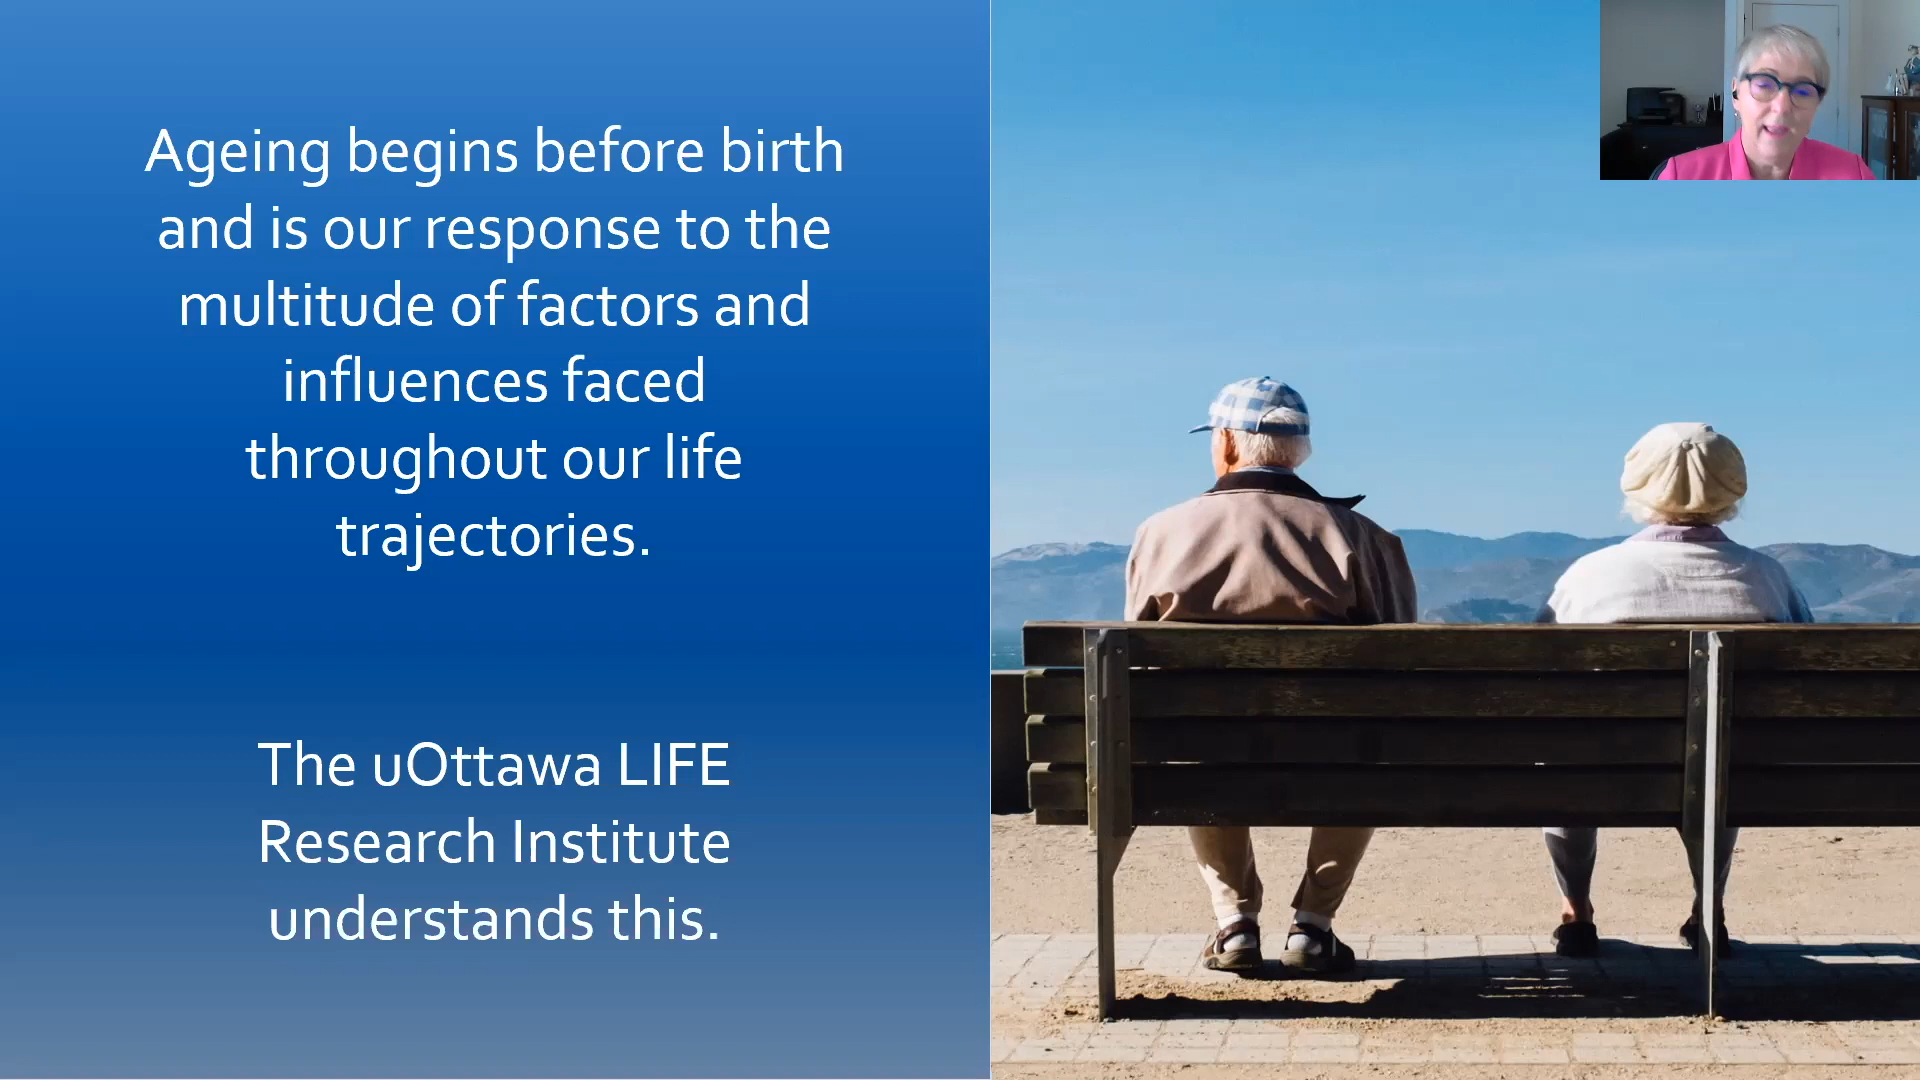 Ageing begins before birth
and is our response to the
multitude of factors and
influences faced
throughout our life
trajectories.
The uOttawa LIFE
Research Institute
understands this.